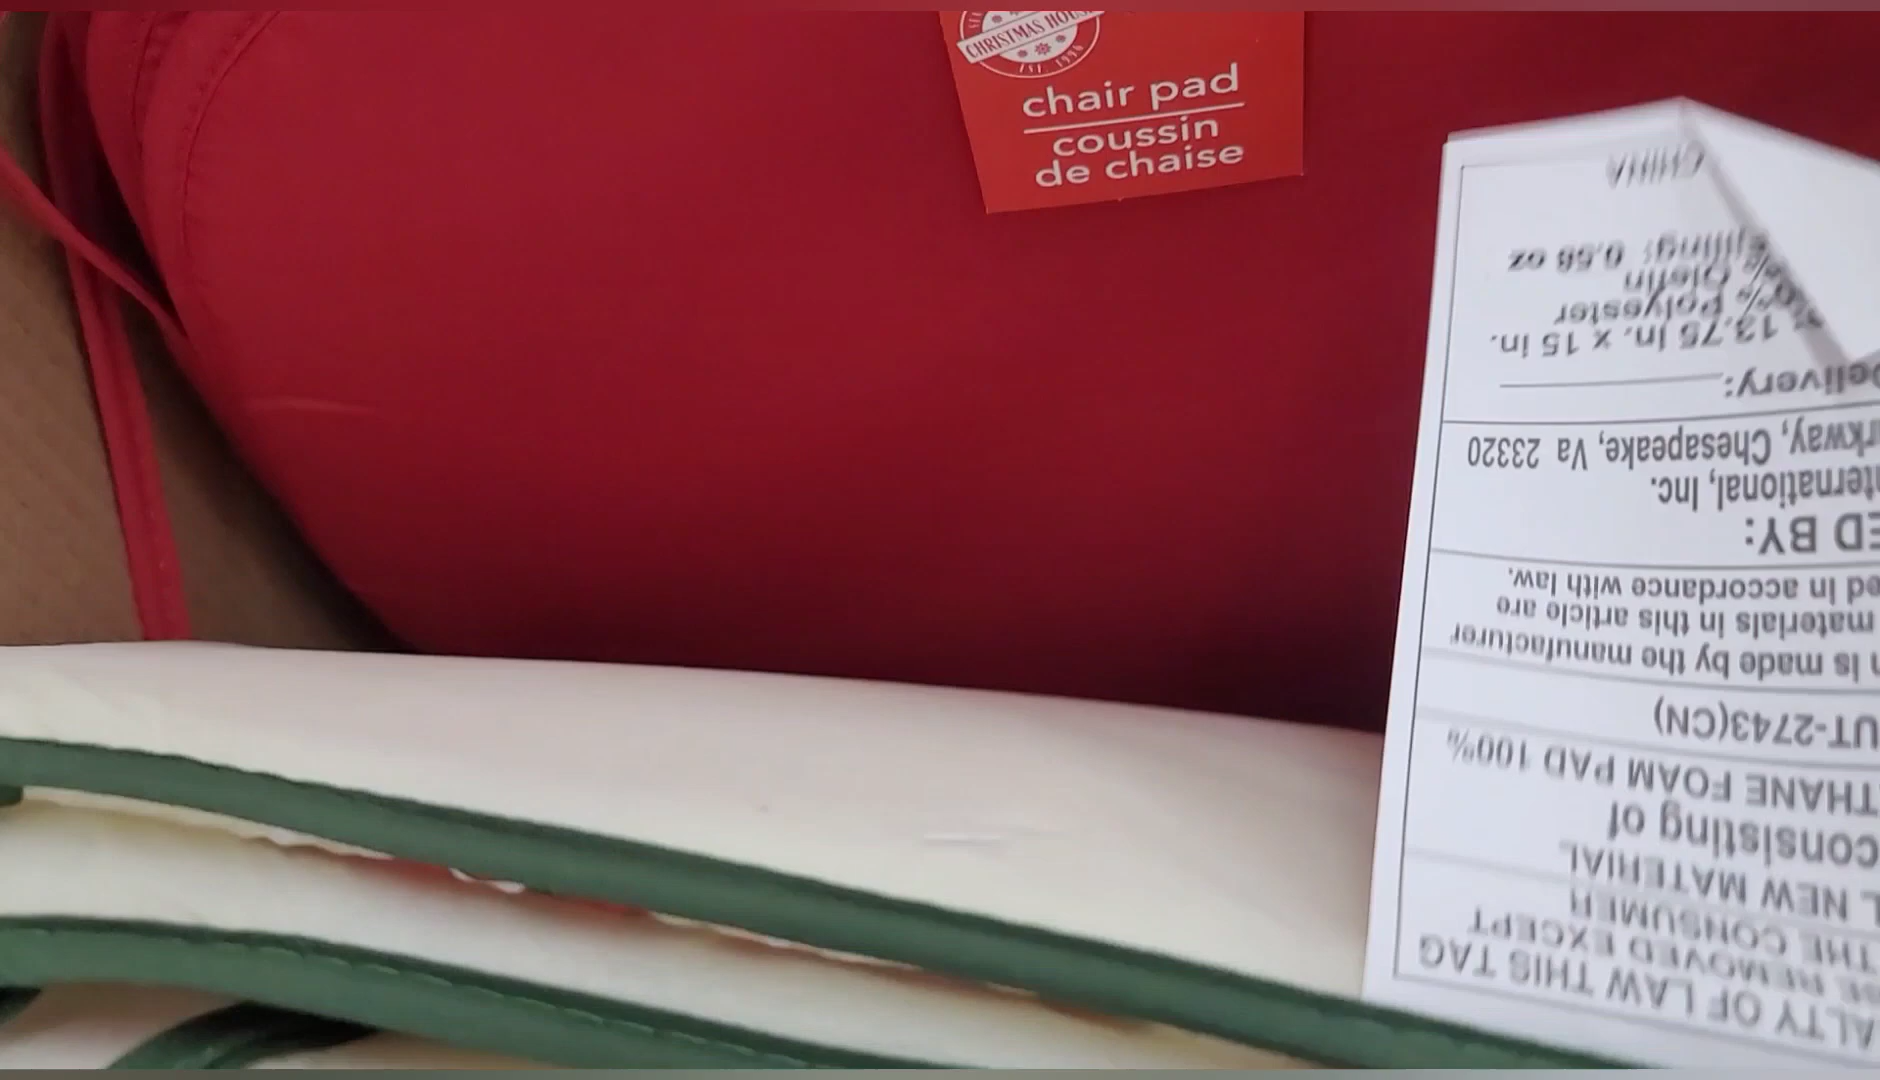 CHRISTMAS HOUSE
EST. 1996
chair pad
coussin
de chaise
ALTY OF LAW THIS TAG
BE REMOVED EXCEPT
THE CONSUMER
L NEW MATERIAL
consisting of
THANE FOAM PAD 100%
UT-2743(CN)
n is made by the manufacturer
materials in this article are
ed in accordance with law.
ED BY:
nternational, Inc.
rkway, Chesapeake, Va 23320
Delivery:
13.75 in. x 15 in.
Polyester
Olefin
filling: 0.56 oz
CHINA